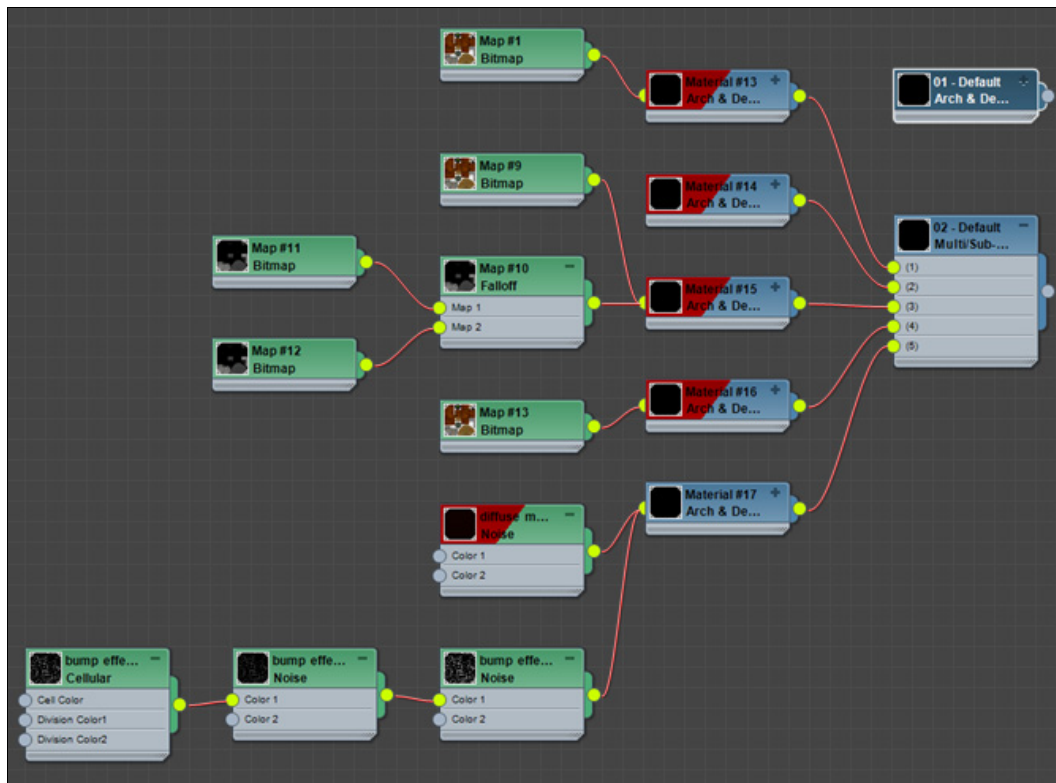 Map #1
Bitmap
Material #13
Arch & De...
01 - Default
Arch & De...
Map #9
Bitmap
Material #14
Arch & De...
02 - Default
Multi/Sub-...
(1)
(2)
(3)
(4)
(5)
Map #11
Bitmap
Map #10
Falloff
Map 1
Map 2
Material #15
Arch & De...
Map #12
Bitmap
Map #13
Bitmap
Material #16
Arch & De...
diffuse m...
Noise
Color 1
Color 2
Material #17
Arch & De...
bump effe...
Cellular
Cell Color
Division Color1
Division Color2
bump effe...
Noise
Color 1
Color 2
bump effe...
Noise
Color 1
Color 2